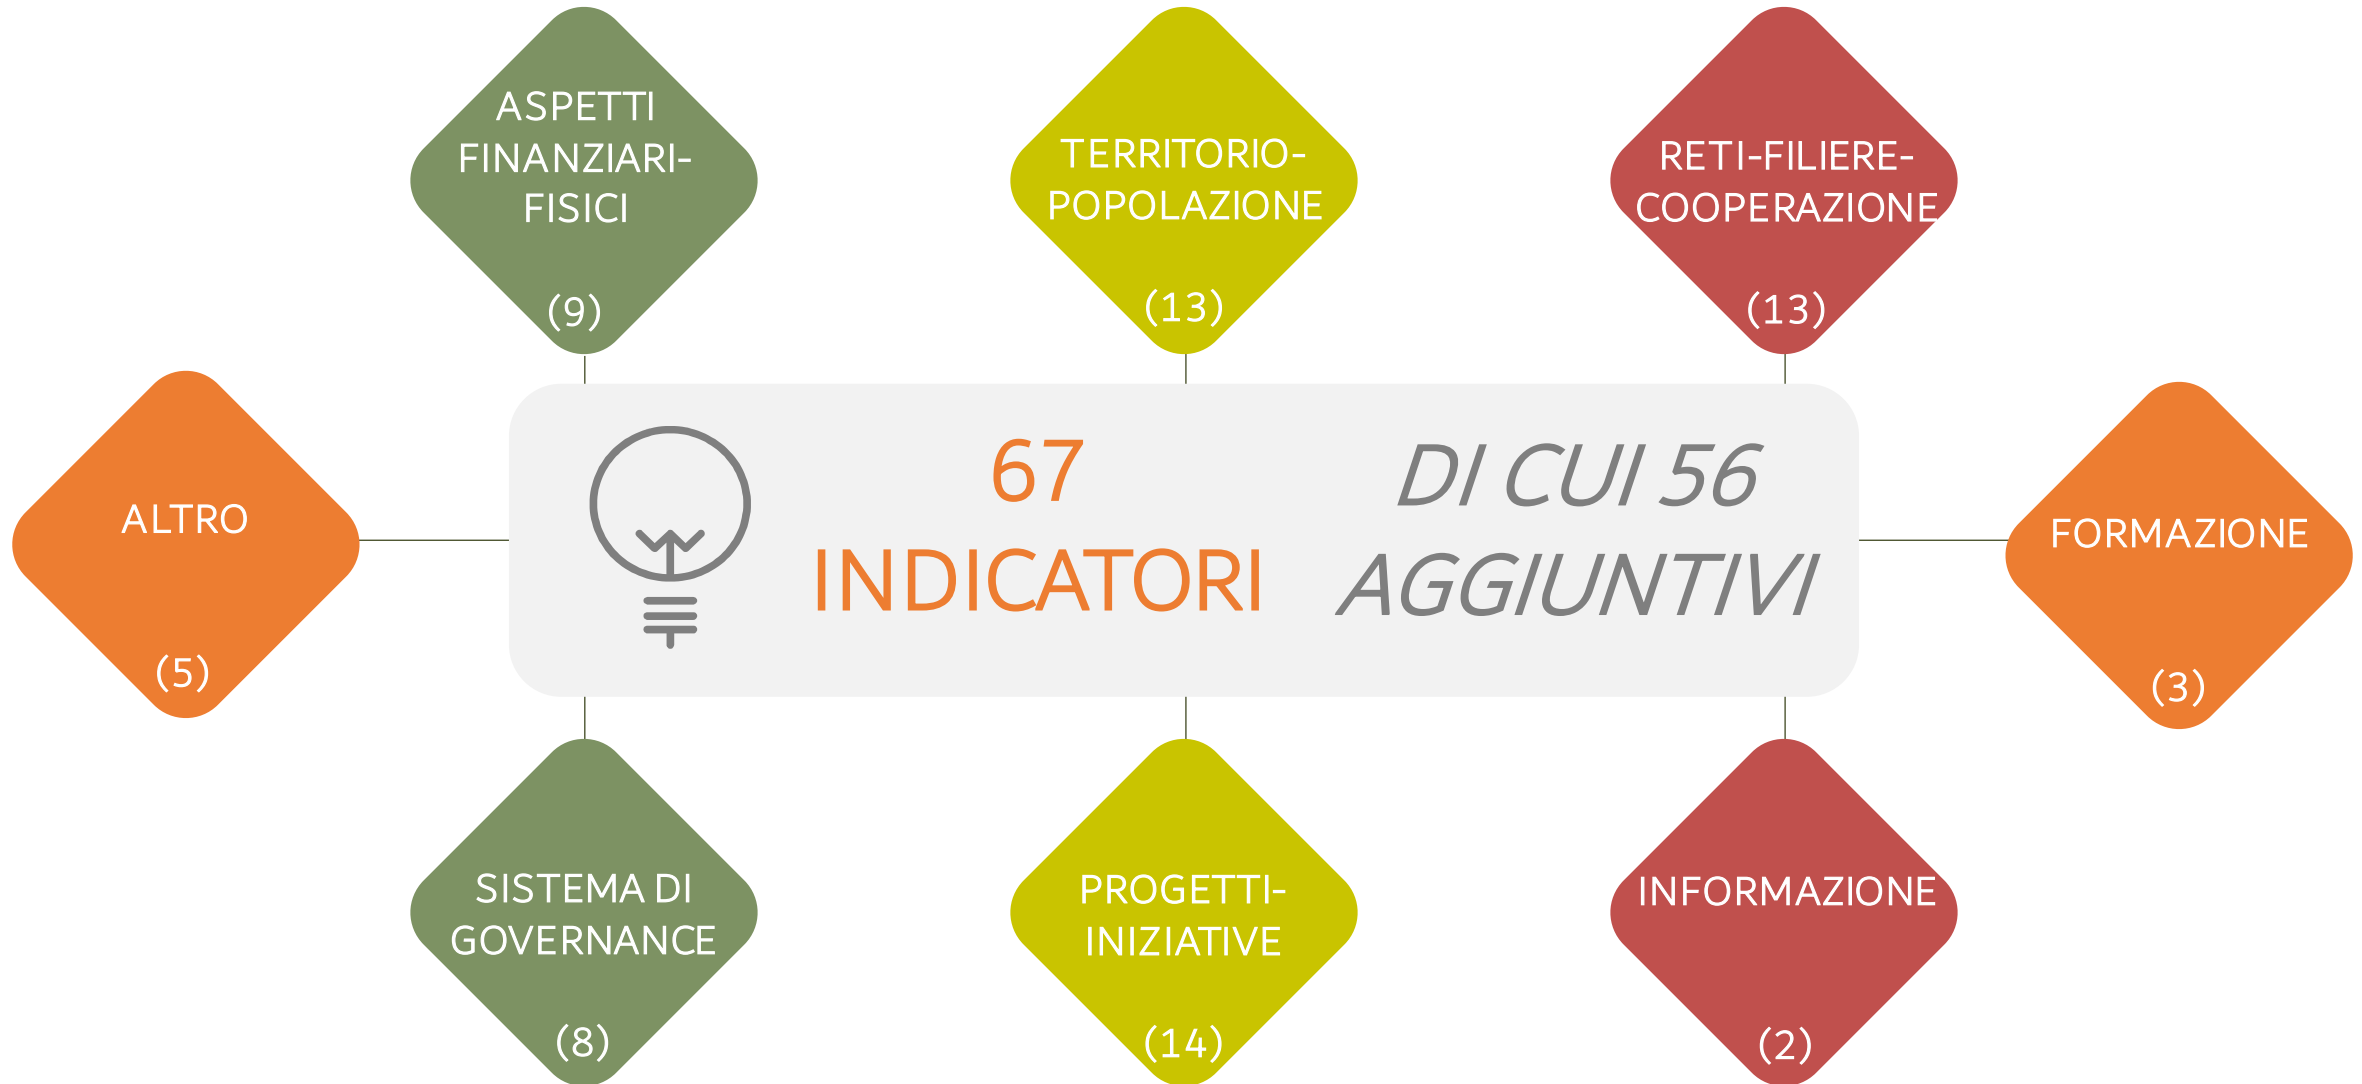 ASPETTI
FINANZIARI-
FISICI
(9)
TERRITORIO-
POPOLAZIONE
(13)
RETI-FILIERE-
COOPERAZIONE
(13)
ALTRO
(5)
67
INDICATORI
DI CUI 56
AGGIUNTIVI
FORMAZIONE
(3)
SISTEMA DI
GOVERNANCE
(8)
PROGETTI-
INIZIATIVE
(14)
INFORMAZIONE
(2)